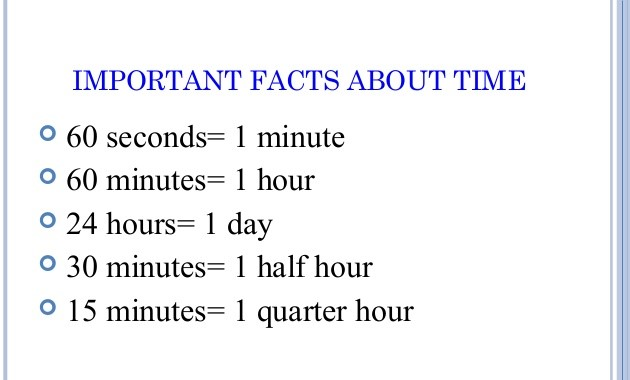 IMPORTANT FACTS ABOUT TIME
60 seconds= 1 minute
60 minutes= 1 hour
24 hours= 1 day
30 minutes= 1 half hour
15 minutes= 1 quarter hour